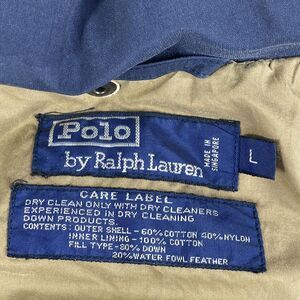 Polo
by Ralph Lauren
MADE IN
SINGAPORE
L
CARE LABEL
DRY CLEAN ONLY WITH DRY CLEANERS
EXPERIENCED IN DRY CLEANING
DOWN PRODUCTS.
CONTENTS: OUTER SHELL - 60% COTTON 40% NYLON
INNER LINING - 100% COTTON
FILL TYPE - 80% DOWN
20% WATER FOWL FEATHER